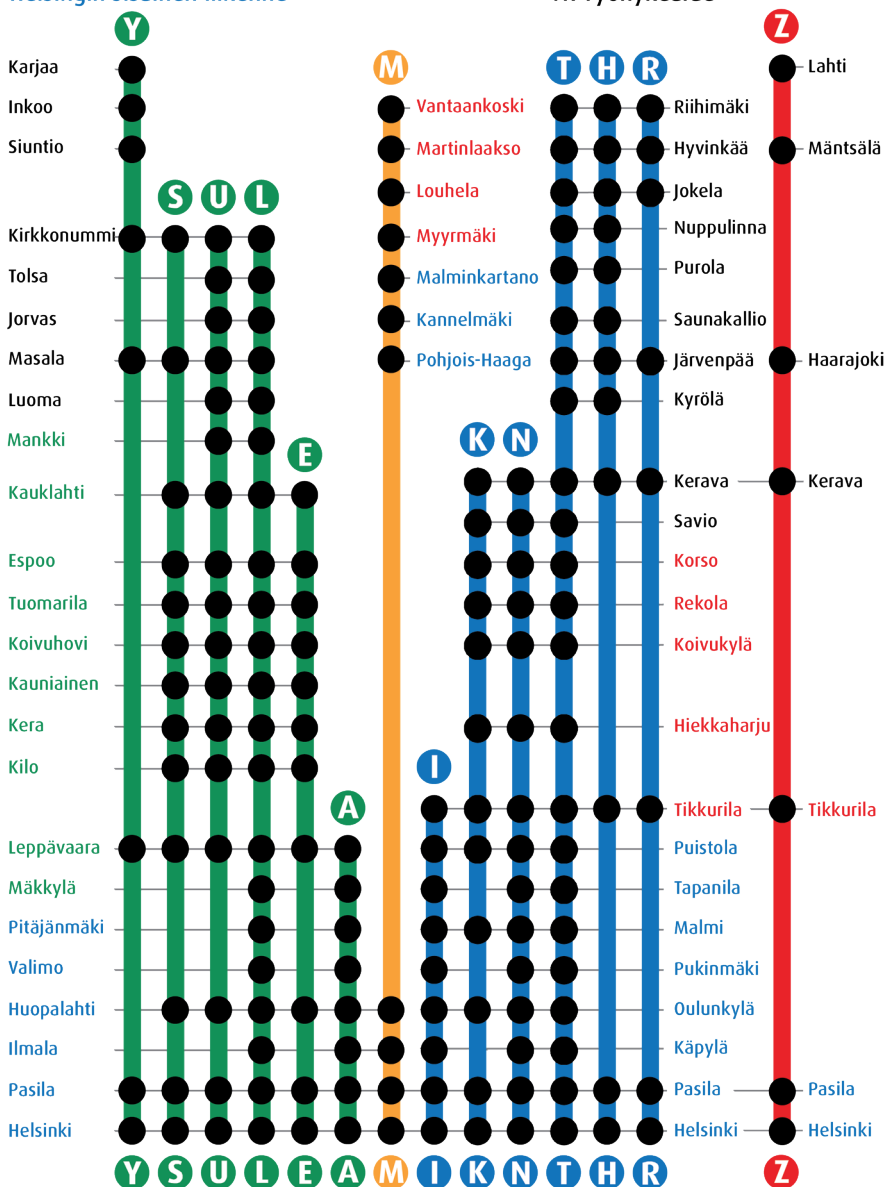 Y
Z
Karjaa
Lahti
M
T H R
Inkoo
Vantaankoski
Riihimäki
Siuntio
Martinlaakso
Hyvinkää
Mäntsälä
S U L
Louhela
Jokela
Kirkkonummi
Myyrmäki
Nuppulinna
Tolsa
Malminkartano
Purola
Jorvas
Kannelmäki
Saunakallio
Masala
Pohjois-Haaga
Järvenpää
Haarajoki
Luoma
Kyrölä
Mankki
E
K N
Kauklahti
Kerava
Kerava
Savio
Espoo
Korso
Tuomarila
Rekola
Koivuhovi
Koivukylä
Kauniainen
Kera
Hiekkaharju
Kilo
I
A
Tikkurila
Tikkurila
Leppävaara
Puistola
Mäkkylä
Tapanila
Pitäjänmäki
Malmi
Valimo
Pukinmäki
Huopalahti
Oulunkylä
Ilmala
Käpylä
Pasila
Pasila
Pasila
Helsinki
Helsinki
Helsinki
Y S U L E A M I K N T H R Z